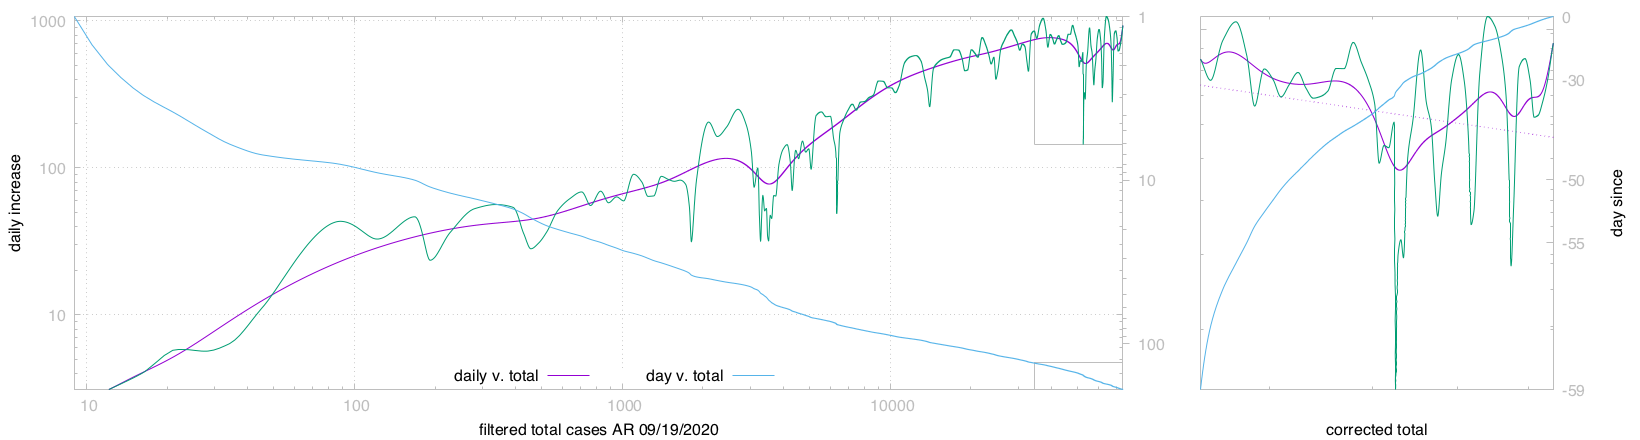 1000
100
10
daily increase
10
100
1000
10000
filtered total cases AR 09/19/2020
daily v. total
day v. total
1
10
100
0
-30
-50
-55
-59
day since
corrected total